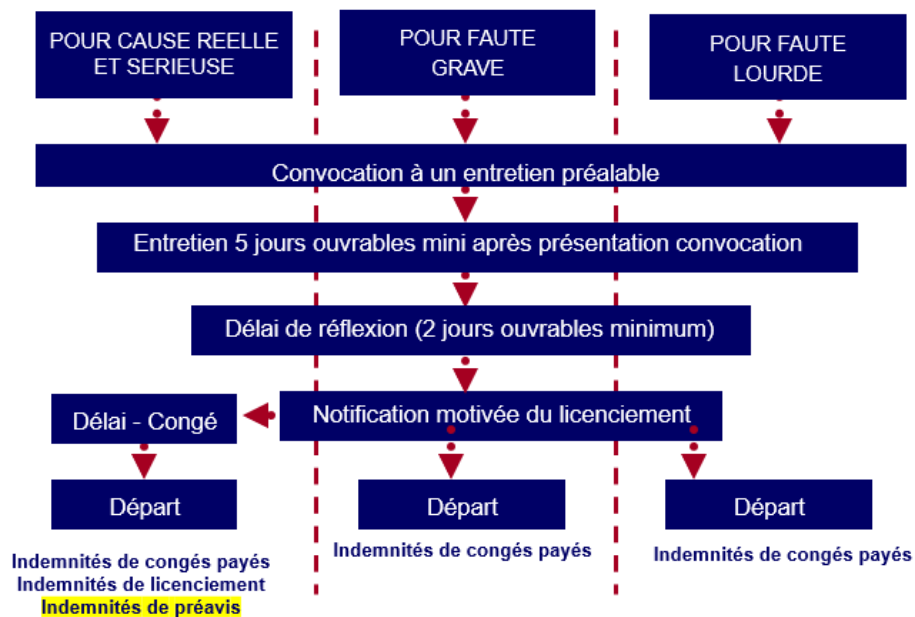 POUR CAUSE REELLE
ET SERIEUSE
POUR FAUTE
GRAVE
POUR FAUTE
LOURDE
Convocation à un entretien préalable
Entretien 5 jours ouvrables mini après présentation convocation
Délai de réflexion (2 jours ouvrables minimum)
Notification motivée du licenciement
Délai - Congé
Départ
Départ
Départ
Indemnités de congés payés
Indemnités de licenciement
Indemnités de préavis
Indemnités de congés payés
Indemnités de congés payés